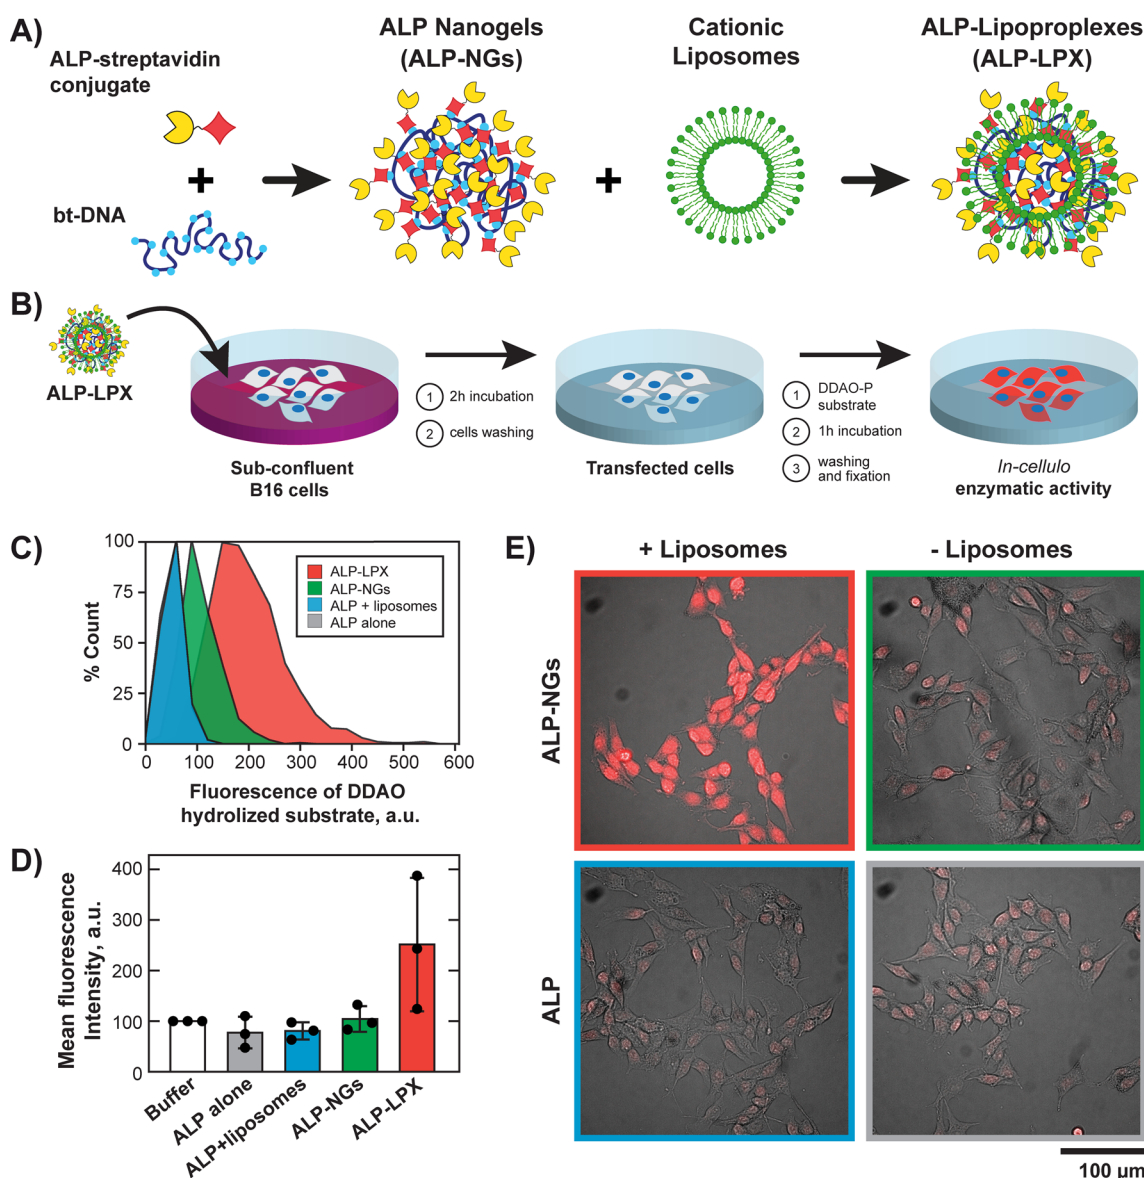 A)
ALP-streptavidin
conjugate
+
bt-DNA
ALP Nanogels
(ALP-NGs)
+
Cationic
Liposomes
ALP-Lipoproplexes
(ALP-LPX)
B)
ALP-LPX
Sub-confluent
B16 cells
1 2h incubation
2 cells washing
Transfected cells
1 DDAO-P
substrate
2 1h incubation
3 washing
and fixation
In-cellulo
enzymatic activity
C)
% Count
100
75
50
25
0
0 100 200 300 400 500 600
ALP-LPX
ALP-NGs
ALP + liposomes
ALP alone
Fluorescence of DDAO
hydrolized substrate, a.u.
D)
Mean fluorescence
Intensity, a.u.
400
300
200
100
0
Buffer
ALP alone
ALP+liposomes
ALP-NGs
ALP-LPX
E)
+ Liposomes
- Liposomes
ALP-NGs
ALP
100 µm